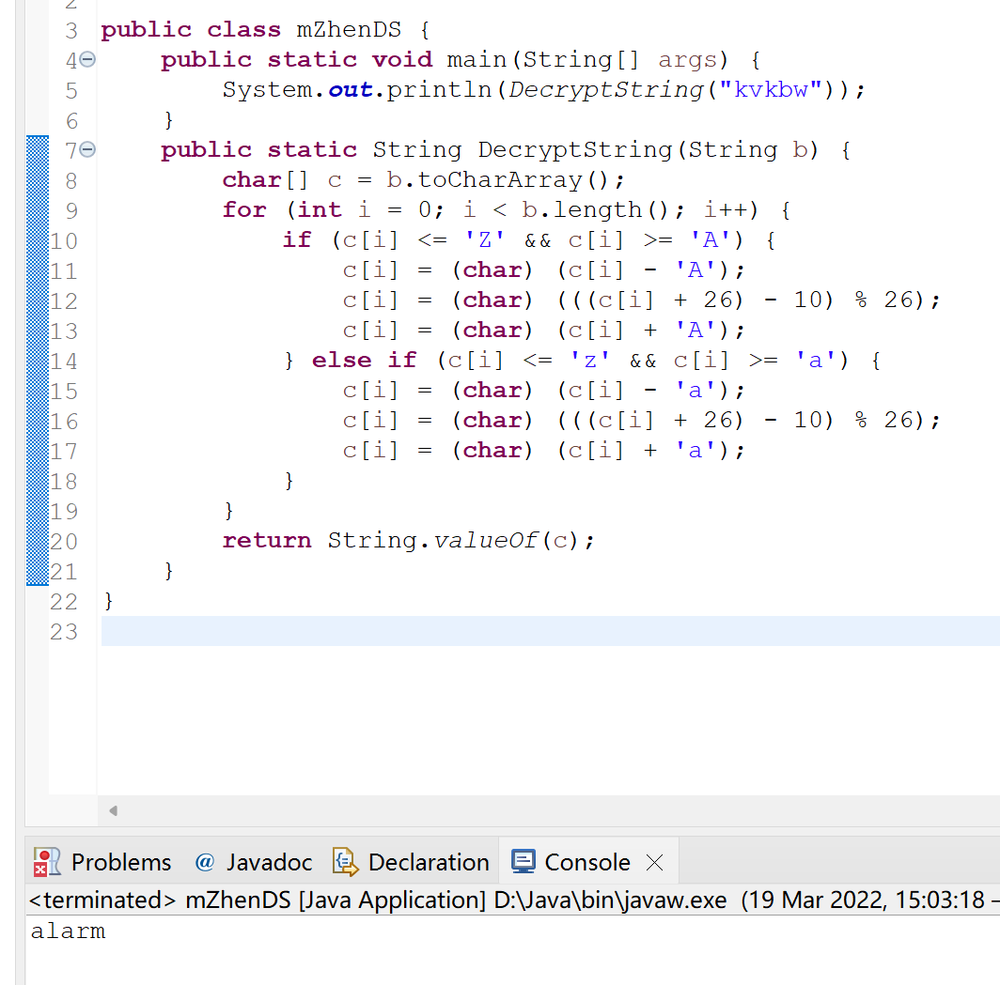 2
3 public class mZhenDS {
4 public static void main(String[] args) {
5 System.out.println(DecryptString("kvkbw"));
6 }
7 public static String DecryptString(String b) {
8 char[] c = b.toCharArray();
9 for (int i = 0; i < b.length(); i++) {
10 if (c[i] <= 'Z' && c[i] >= 'A') {
11 c[i] = (char) (c[i] - 'A');
12 c[i] = (char) (((c[i] + 26) - 10) % 26);
13 c[i] = (char) (c[i] + 'A');
14 } else if (c[i] <= 'z' && c[i] >= 'a') {
15 c[i] = (char) (c[i] - 'a');
16 c[i] = (char) (((c[i] + 26) - 10) % 26);
17 c[i] = (char) (c[i] + 'a');
18 }
19 }
20 return String.valueOf(c);
21 }
22 }
23
Problems @ Javadoc Declaration Console
<terminated> mZhenDS [Java Application] D:\Java\bin\javaw.exe (19 Mar 2022, 15:03:18 –
alarm